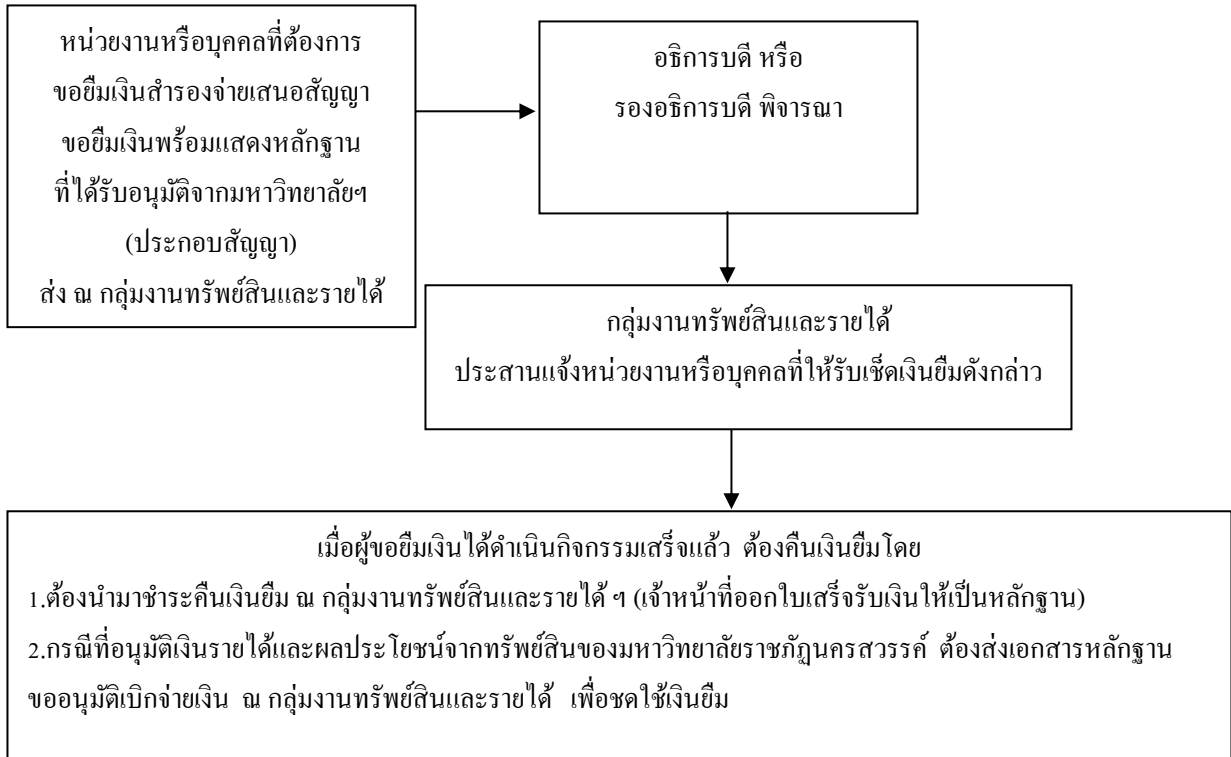 หน่วยงานหรือบุคคลที่ต้องการ
ขอยืมเงินสำรองจ่ายเสนอสัญญา
ขอยืมเงินพร้อมแสดงหลักฐาน
ที่ได้รับอนุมัติจากมหาวิทยาลัยฯ
(ประกอบสัญญา)
ส่ง ณ กลุ่มงานทรัพย์สินและรายได้
อธิการบดี หรือ
รองอธิการบดี พิจารณา
กลุ่มงานทรัพย์สินและรายได้
ประสานแจ้งหน่วยงานหรือบุคคลที่ให้รับเช็คเงินยืมดังกล่าว
เมื่อผู้ขอยืมเงินได้ดำเนินกิจกรรมเสร็จแล้ว ต้องคืนเงินยืมโดย
1.ต้องนำมาชำระคืนเงินยืม ณ กลุ่มงานทรัพย์สินและรายได้ ฯ (เจ้าหน้าที่ออกใบเสร็จรับเงินให้เป็นหลักฐาน)
2.กรณีที่อนุมัติเงินรายได้และผลประโยชน์จากทรัพย์สินของมหาวิทยาลัยราชภัฏนครสวรรค์ ต้องส่งเอกสารหลักฐาน
ขออนุมัติเบิกจ่ายเงิน ณ กลุ่มงานทรัพย์สินและรายได้ เพื่อชดใช้เงินยืม